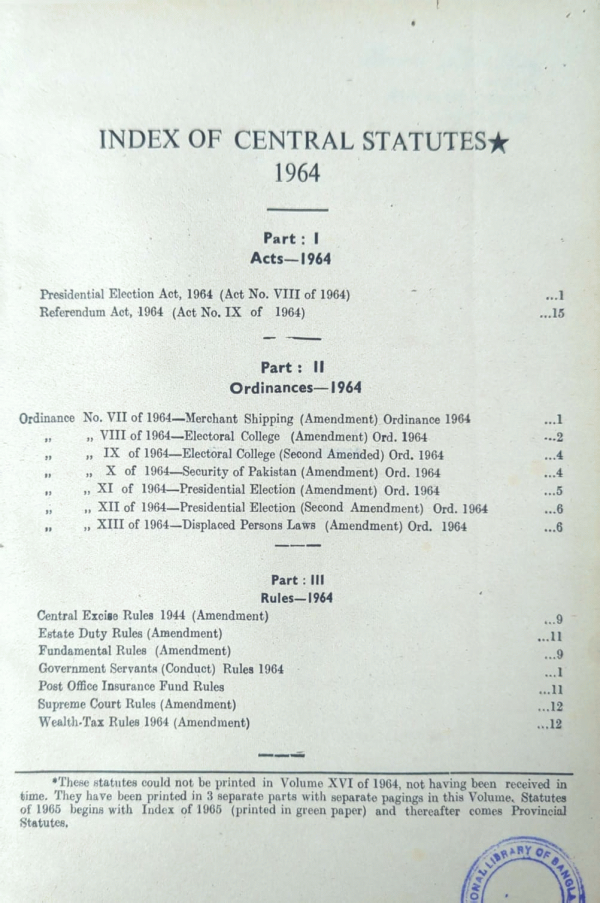 INDEX OF CENTRAL STATUTES★
1964
Part : I
Acts—1964
Presidential Election Act, 1964 (Act No. VIII of 1964) ...1
Referendum Act, 1964 (Act No. IX of 1964) ...15
Part : II
Ordinances—1964
Ordinance No. VII of 1964—Merchant Shipping (Amendment) Ordinance 1964 ...1
„ „ VIII of 1964—Electoral College (Amendment) Ord. 1964 ...2
„ „ IX of 1964—Electoral College (Second Amended) Ord. 1964 ...4
„ „ X of 1964—Security of Pakistan (Amendment) Ord. 1964 ...4
„ „ XI of 1964—Presidential Election (Amendment) Ord. 1964 ...5
„ „ XII of 1964—Presidential Election (Second Amendment) Ord. 1964 ...6
„ „ XIII of 1964—Displaced Persons Laws (Amendment) Ord. 1964 ...6
Part : III
Rules—1964
Central Excise Rules 1944 (Amendment) ...9
Estate Duty Rules (Amendment) ...11
Fundamental Rules (Amendment) ...9
Government Servants (Conduct) Rules 1964 ...1
Post Office Insurance Fund Rules ...11
Supreme Court Rules (Amendment) ...12
Wealth-Tax Rules 1964 (Amendment) ...12
*These statutes could not be printed in Volume XVI of 1964, not having been received in
time. They have been printed in 3 separate parts with separate pagings in this Volume. Statutes
of 1965 begins with Index of 1965 (printed in green paper) and thereafter comes Provincial
Statutes.
LIBRARY OF